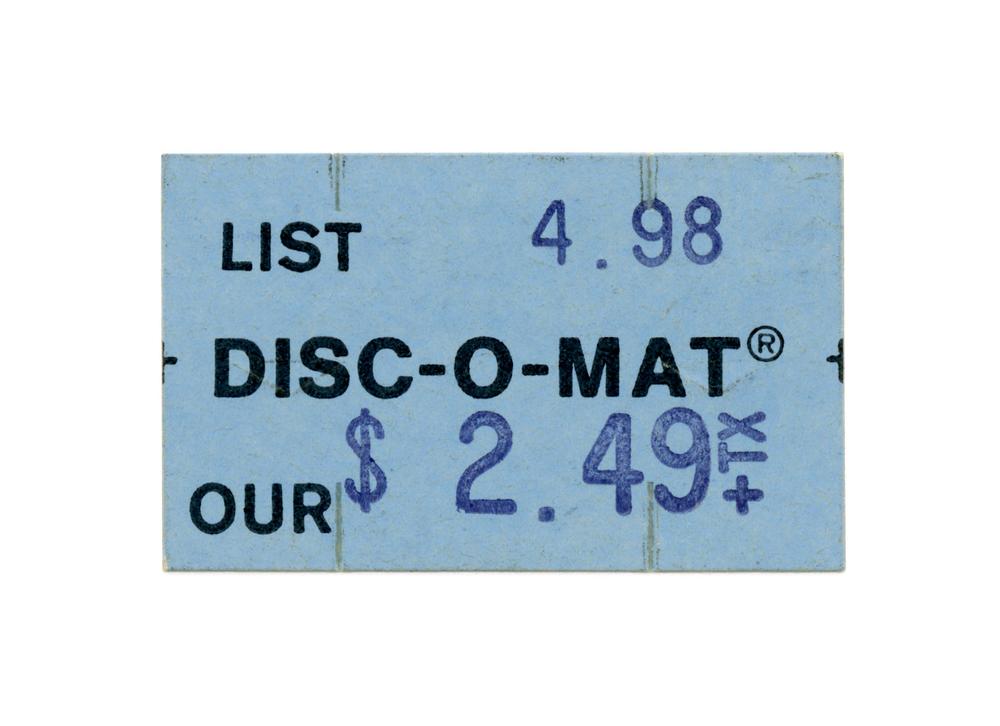 LIST 4.98
DISC-O-MAT®
OUR $ 2.49 +TX